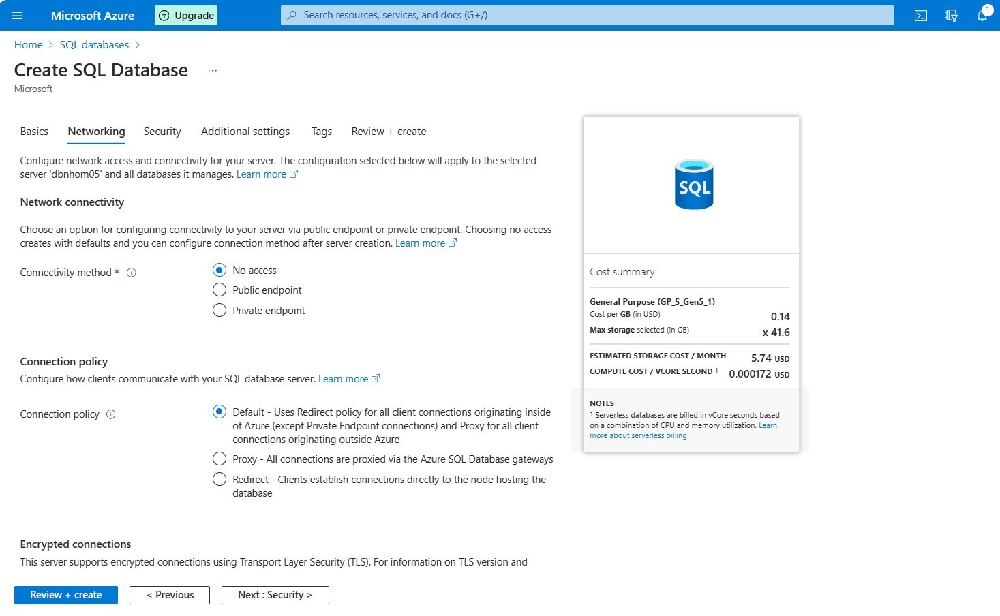 Microsoft Azure
Upgrade
Search resources, services, and docs (G+/)
1
Home > SQL databases >
Create SQL Database ...
Microsoft
Basics
Networking
Security
Additional settings
Tags
Review + create
Configure network access and connectivity for your server. The configuration selected below will apply to the selected
server 'dbnhom05' and all databases it manages. Learn more
Network connectivity
Choose an option for configuring connectivity to your server via public endpoint or private endpoint. Choosing no access
creates with defaults and you can configure connection method after server creation. Learn more
Connectivity method *
No access
Public endpoint
Private endpoint
Connection policy
Configure how clients communicate with your SQL database server. Learn more
Connection policy
Default - Uses Redirect policy for all client connections originating inside
of Azure (except Private Endpoint connections) and Proxy for all client
connections originating outside Azure
Proxy - All connections are proxied via the Azure SQL Database gateways
Redirect - Clients establish connections directly to the node hosting the
database
Encrypted connections
This server supports encrypted connections using Transport Layer Security (TLS). For information on TLS version and
SQL
Cost summary
General Purpose (GP_S_Gen5_1)
Cost per GB (in USD) 0.14
Max storage selected (in GB) x 41.6
ESTIMATED STORAGE COST / MONTH 5.74 USD
COMPUTE COST / VCORE SECOND 1 0.000172 USD
NOTES
1 Serverless databases are billed in vCore seconds based
on a combination of CPU and memory utilization. Learn
more about serverless billing
Review + create
< Previous
Next : Security >